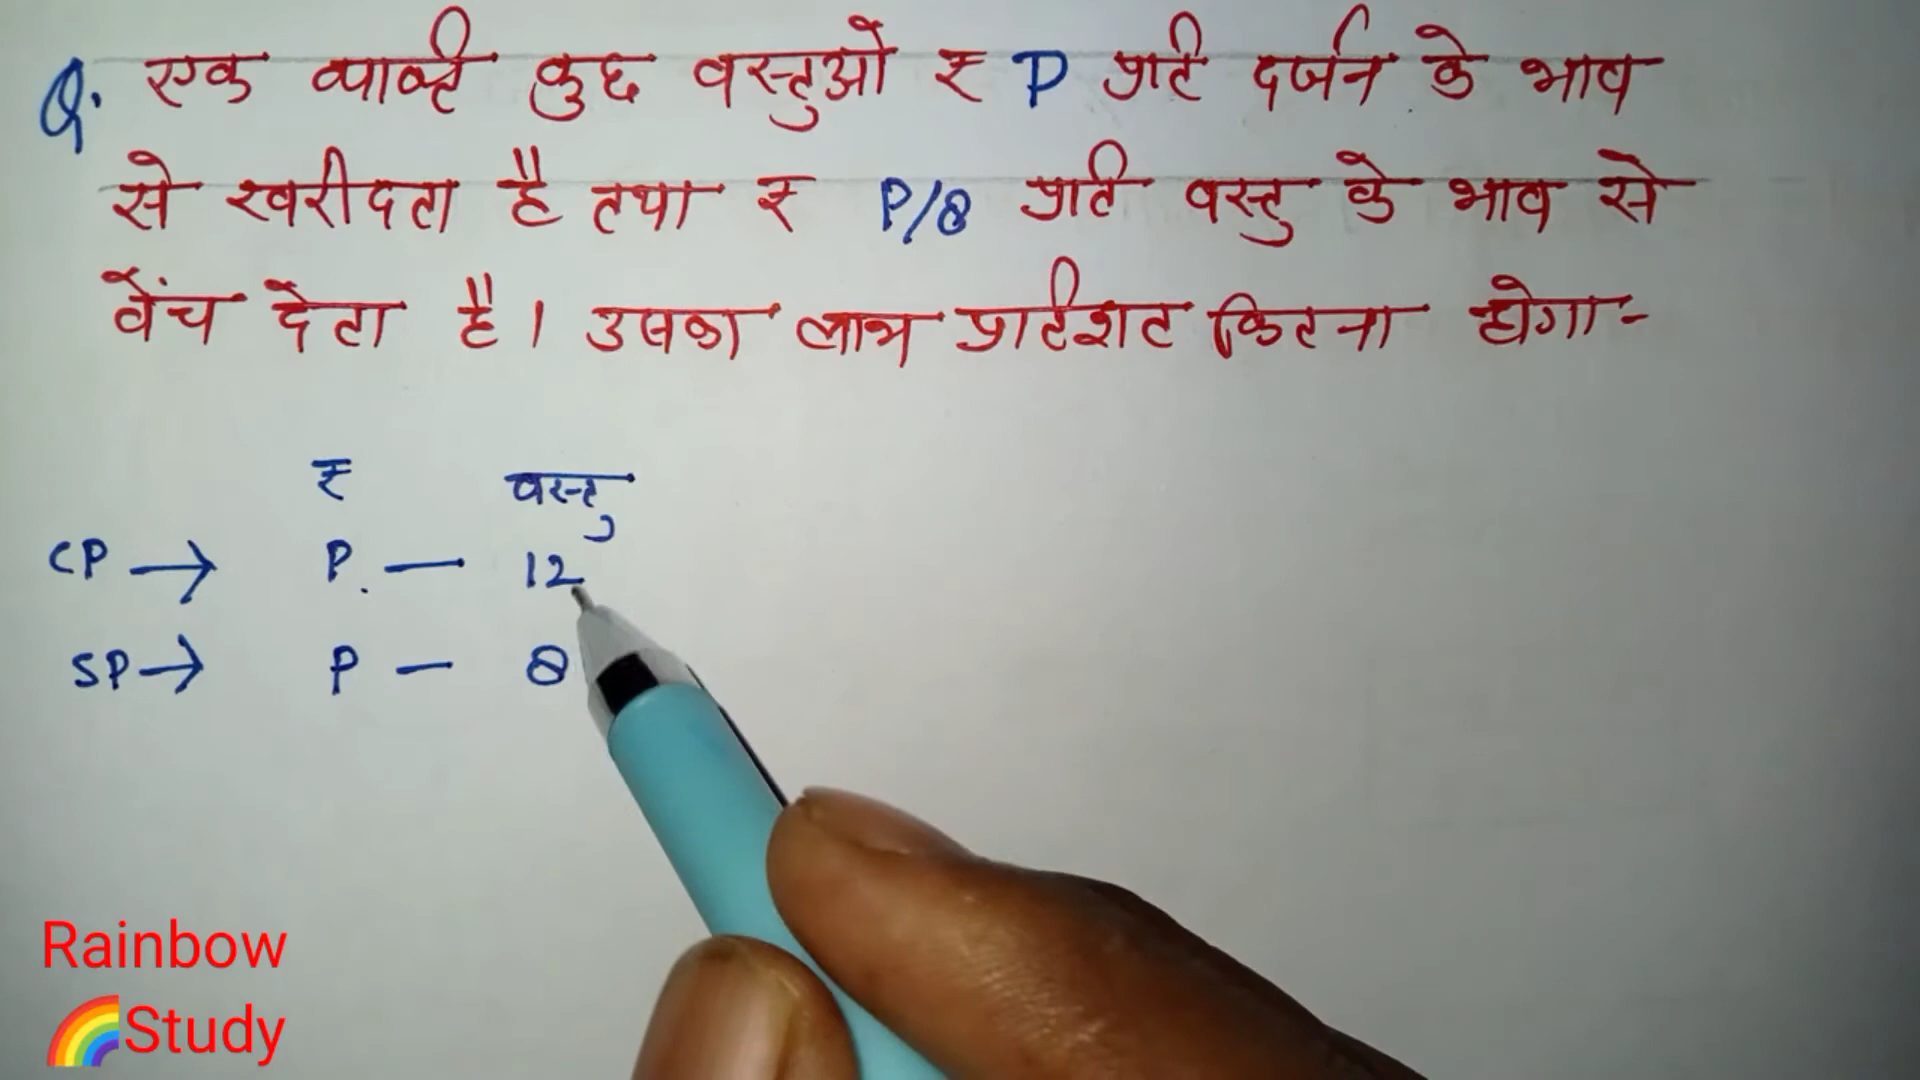 Q. एक व्यक्ति कुछ वस्तुओं ₹ P प्रति दर्जन के भाव
से खरीदता है तथा ₹ P/8 प्रति वस्तु के भाव से
बेंच देता है। उसका लाभ प्रतिशत कितना होगा-
₹ वस्तु
CP → P. — 12
SP → P — 8
Rainbow
Study